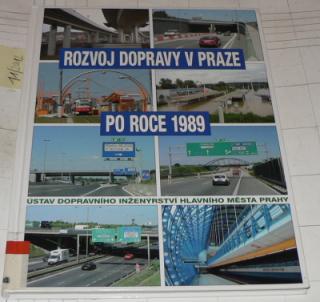 ROZVOJ DOPRAVY V PRAZE
PO ROCE 1989
ÚSTAV DOPRAVNÍHO INŽENÝRSTVÍ HLAVNÍHO MĚSTA PRAHY